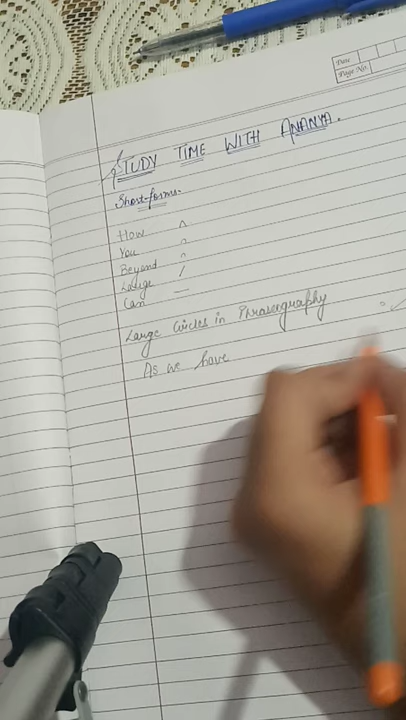 Date
Page No.
STUDY TIME WITH ANANYA.
Short-forms.
How
You
Beyond
Large
Can
Large Circles in Phraseography
As we have